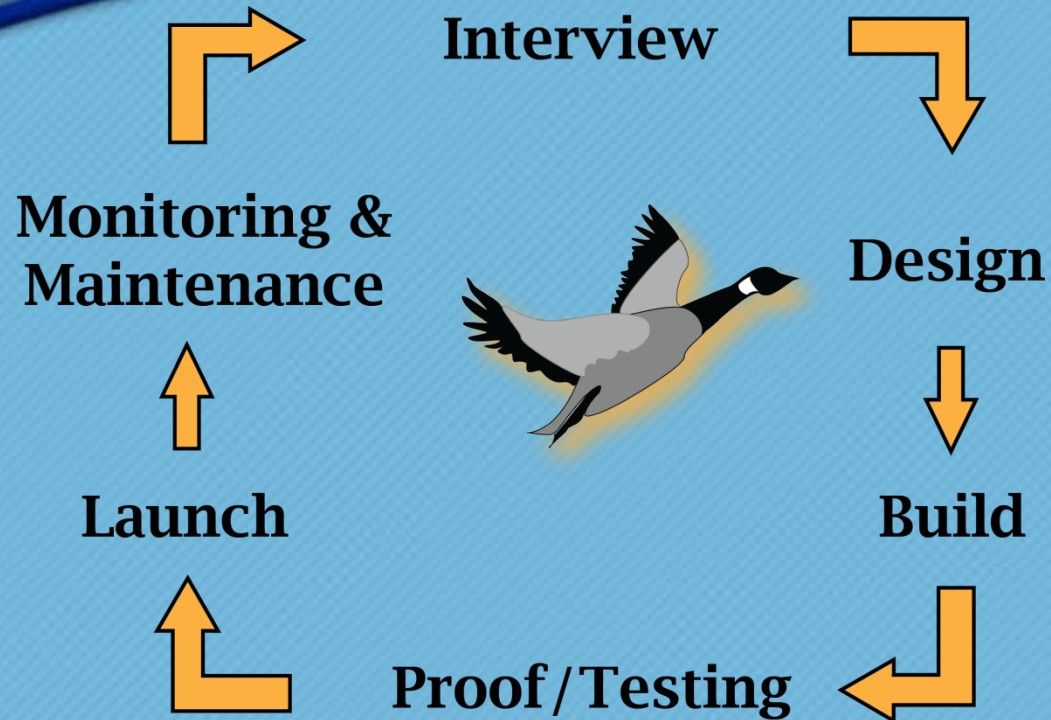 Interview
Design
Build
Proof/Testing
Launch
Monitoring &
Maintenance